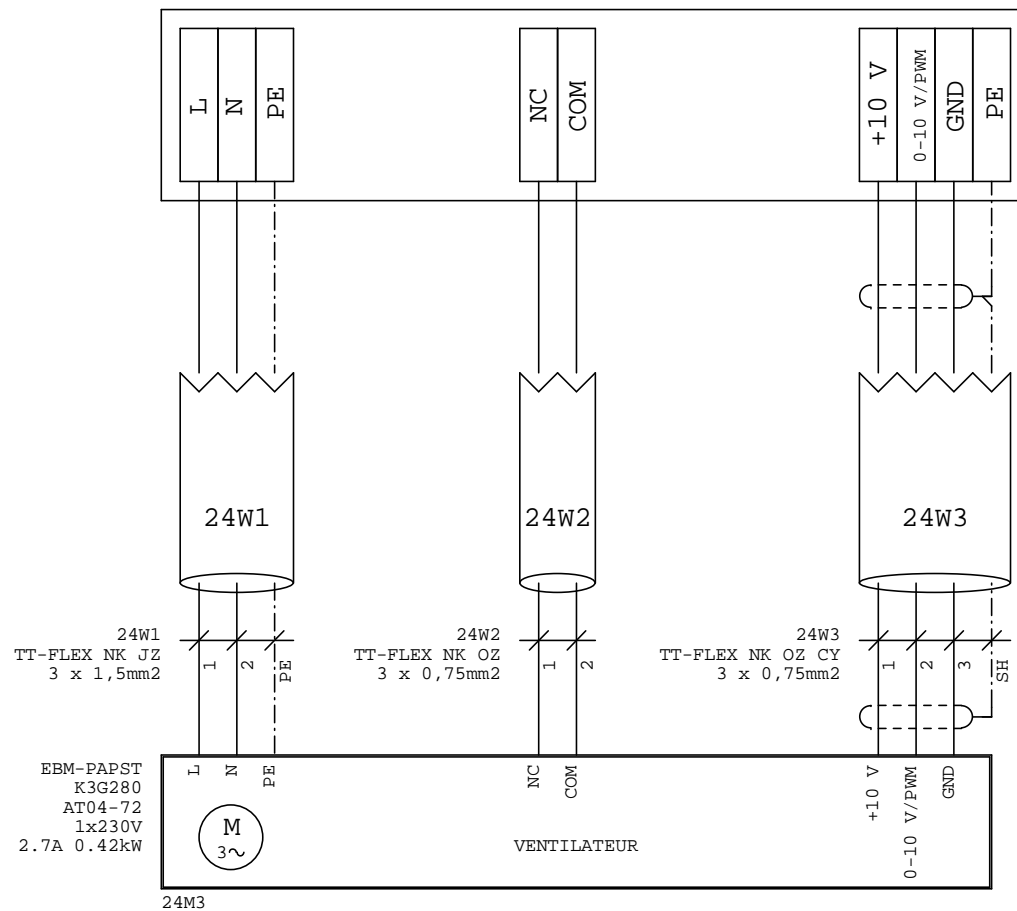 L
N
PE
NC
COM
+10 V
0-10 V/PWM
GND
PE
24W1
24W2
24W3
24W1
TT-FLEX NK JZ
3 x 1,5mm2
1
2
PE
24W2
TT-FLEX NK OZ
3 x 0,75mm2
1
2
24W3
TT-FLEX NK OZ CY
3 x 0,75mm2
1
2
3
SH
EBM-PAPST
K3G280
AT04-72
1x230V
2.7A 0.42kW
L
N
PE
NC
COM
+10 V
0-10 V/PWM
GND
M
3~
VENTILATEUR
24M3